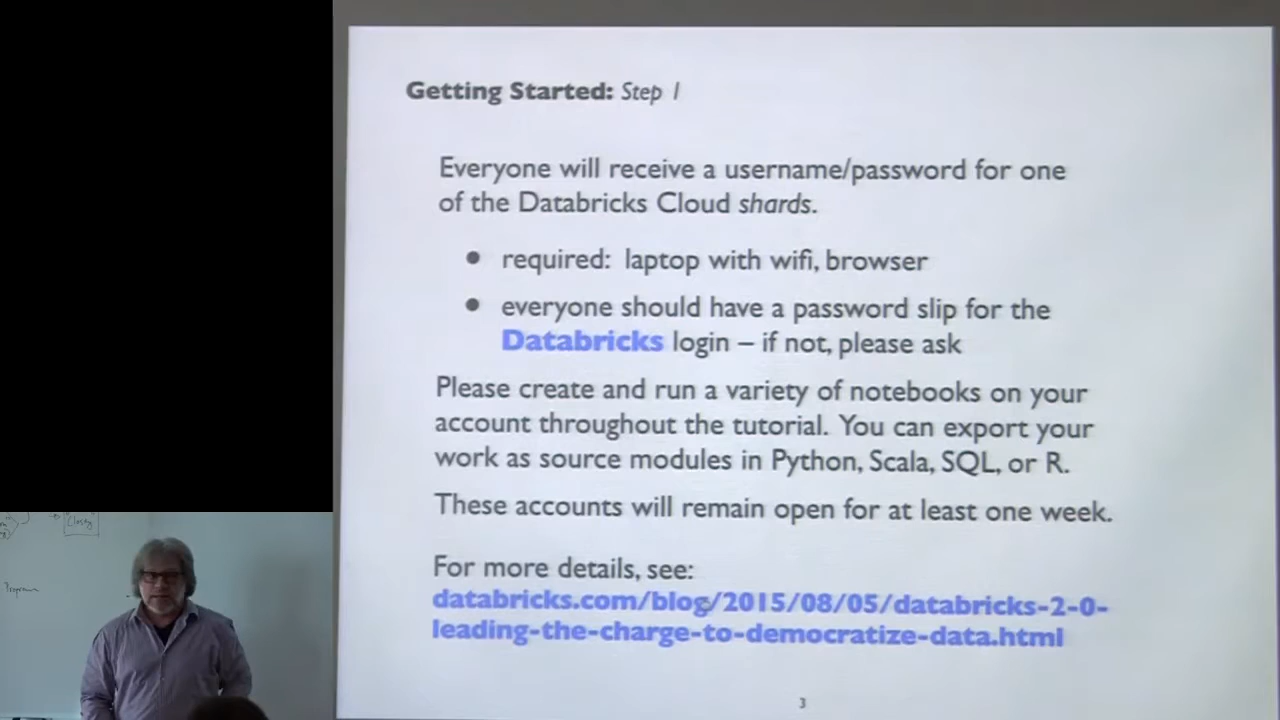 Getting Started: Step 1
Everyone will receive a username/password for one
of the Databricks Cloud shards.
• required: laptop with wifi, browser
• everyone should have a password slip for the
Databricks login – if not, please ask
Please create and run a variety of notebooks on your
account throughout the tutorial. You can export your
work as source modules in Python, Scala, SQL, or R.
These accounts will remain open for at least one week.
For more details, see:
databricks.com/blog/2015/08/05/databricks-2-0-
leading-the-charge-to-democratize-data.html
3